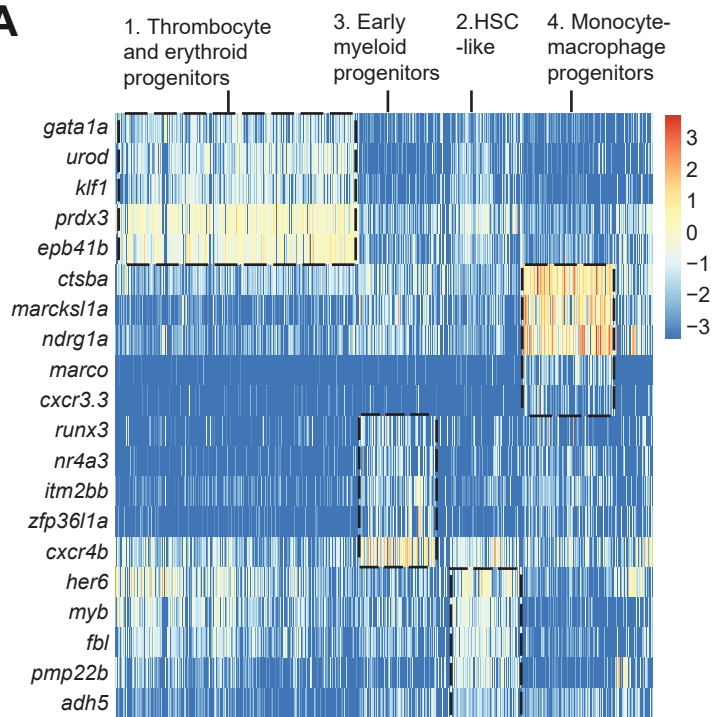 A
1. Thrombocyte
and erythroid
progenitors
3. Early
myeloid
progenitors
2.HSC
-like
4. Monocyte-
macrophage
progenitors
gata1a
urod
klf1
prdx3
epb41b
ctsba
marcksl1a
ndrg1a
marco
cxcr3.3
runx3
nr4a3
itm2bb
zfp36l1a
cxcr4b
her6
myb
fbl
pmp22b
adh5
3
2
1
0
−1
−2
−3